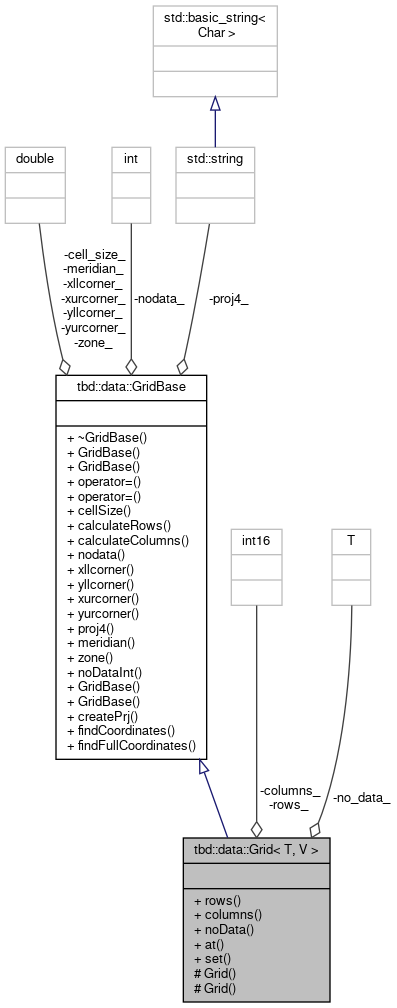 std::basic_string<
Char >
double
int
std::string
-cell_size_
-meridian_
-xllcorner_
-xurcorner_
-yllcorner_
-yurcorner_
-zone_
-nodata_
-proj4_
tbd::data::GridBase
+ ~GridBase()
+ GridBase()
+ GridBase()
+ operator=()
+ operator=()
+ cellSize()
+ calculateRows()
+ calculateColumns()
+ nodata()
+ xllcorner()
+ yllcorner()
+ xurcorner()
+ yurcorner()
+ proj4()
+ meridian()
+ zone()
+ noDataInt()
+ GridBase()
+ GridBase()
+ createPrj()
+ findCoordinates()
+ findFullCoordinates()
int16
T
-columns_
-rows_
-no_data_
tbd::data::Grid< T, V >
+ rows()
+ columns()
+ noData()
+ at()
+ set()
# Grid()
# Grid()